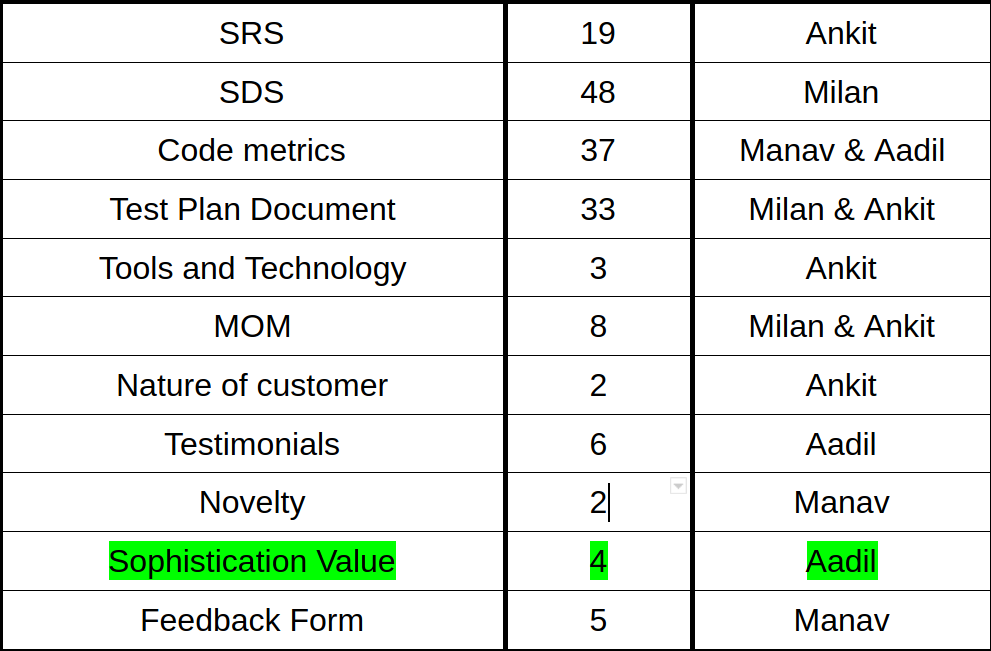 SRS 19 Ankit
SDS 48 Milan
Code metrics 37 Manav & Aadil
Test Plan Document 33 Milan & Ankit
Tools and Technology 3 Ankit
MOM 8 Milan & Ankit
Nature of customer 2 Ankit
Testimonials 6 Aadil
Novelty 2 Manav
Sophistication Value 4 Aadil
Feedback Form 5 Manav